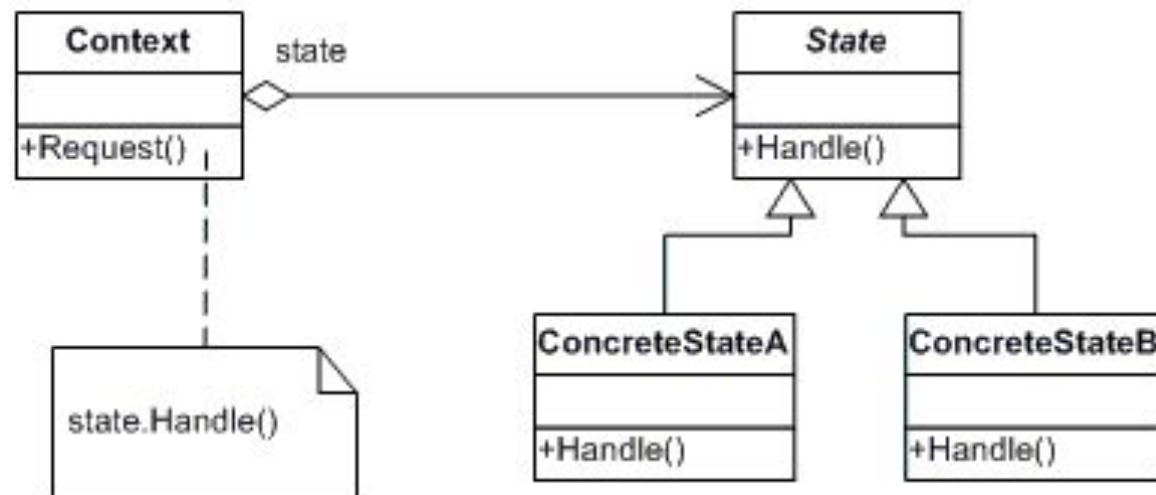 Context
state
State
+Request()
+Handle()
ConcreteStateA
ConcreteStateB
state.Handle()
+Handle()
+Handle()